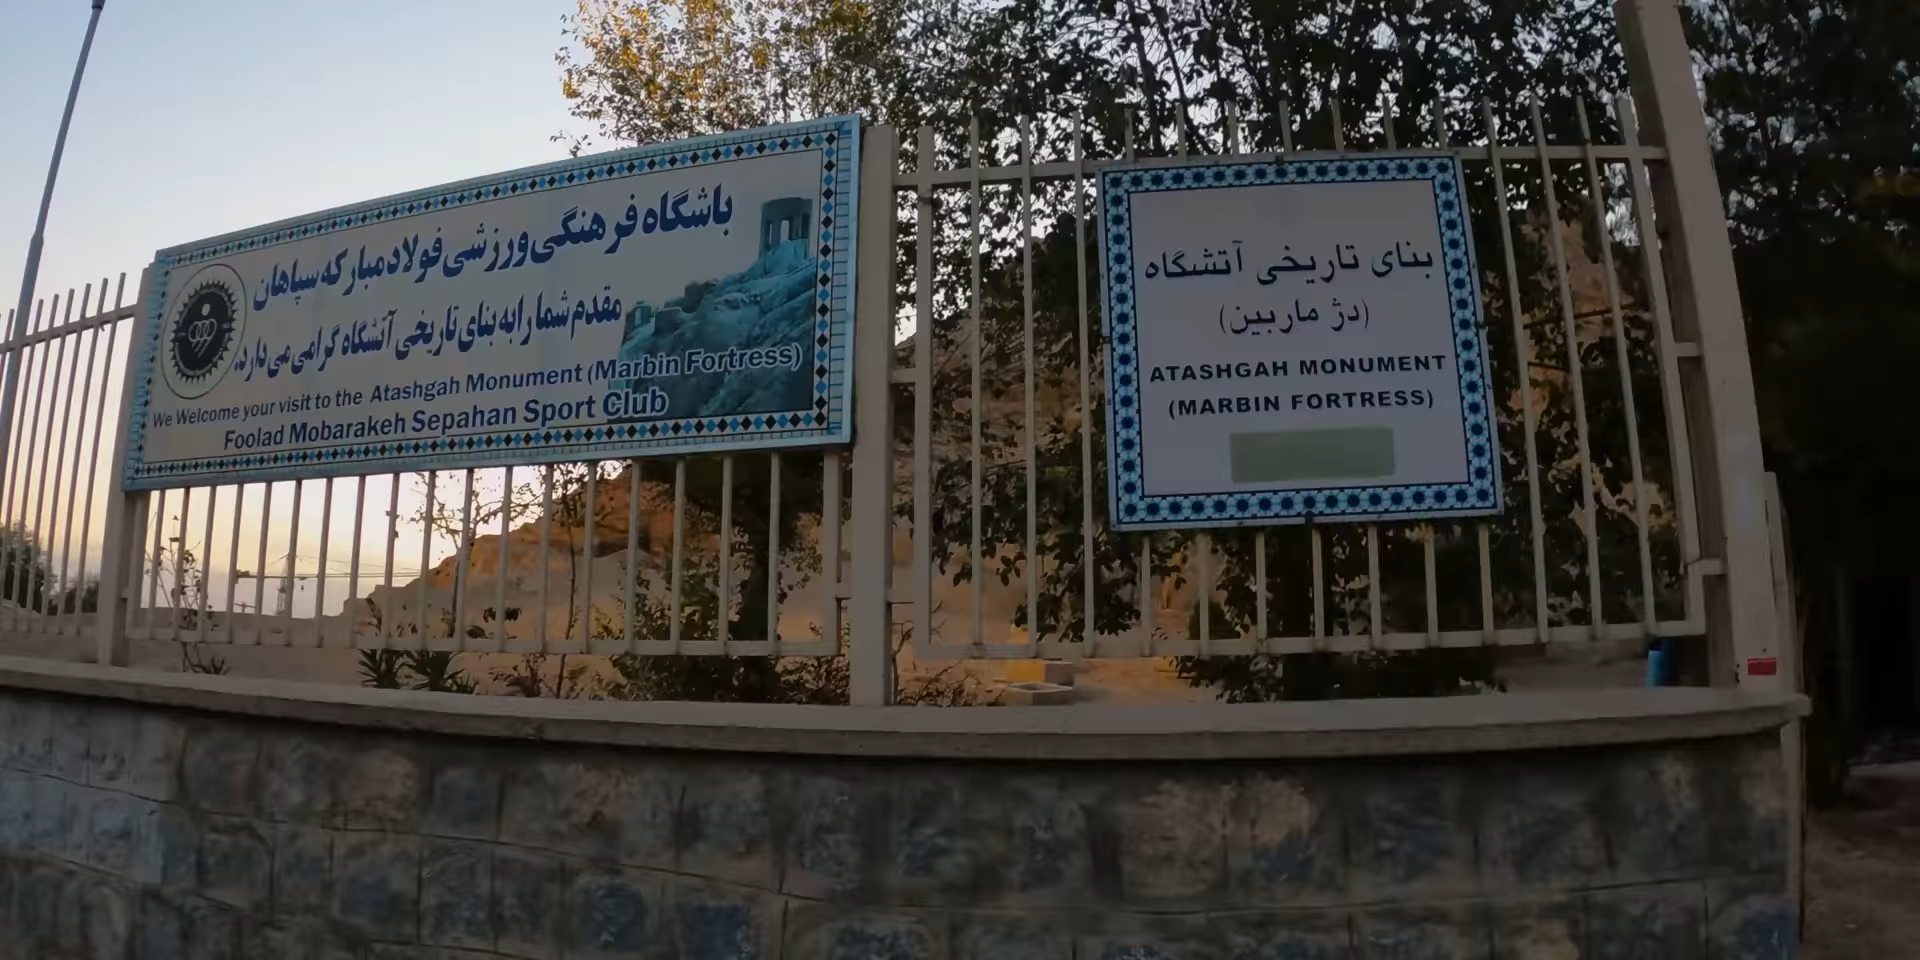 باشگاه فرهنگی ورزشی فولاد مبارکه سپاهان
مقدم شما را به بنای تاریخی آتشگاه گرامی می دارد.
We Welcome your visit to the Atashgah Monument (Marbin Fortress)
Foolad Mobarakeh Sepahan Sport Club
بنای تاریخی آتشگاه
(دژ ماربین)
ATASHGAH MONUMENT
(MARBIN FORTRESS)